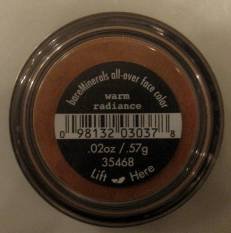 bareMinerals all-over face color
warm
radiance
0 98132 03037 8
.02oz /.57g
35468
Lift Here